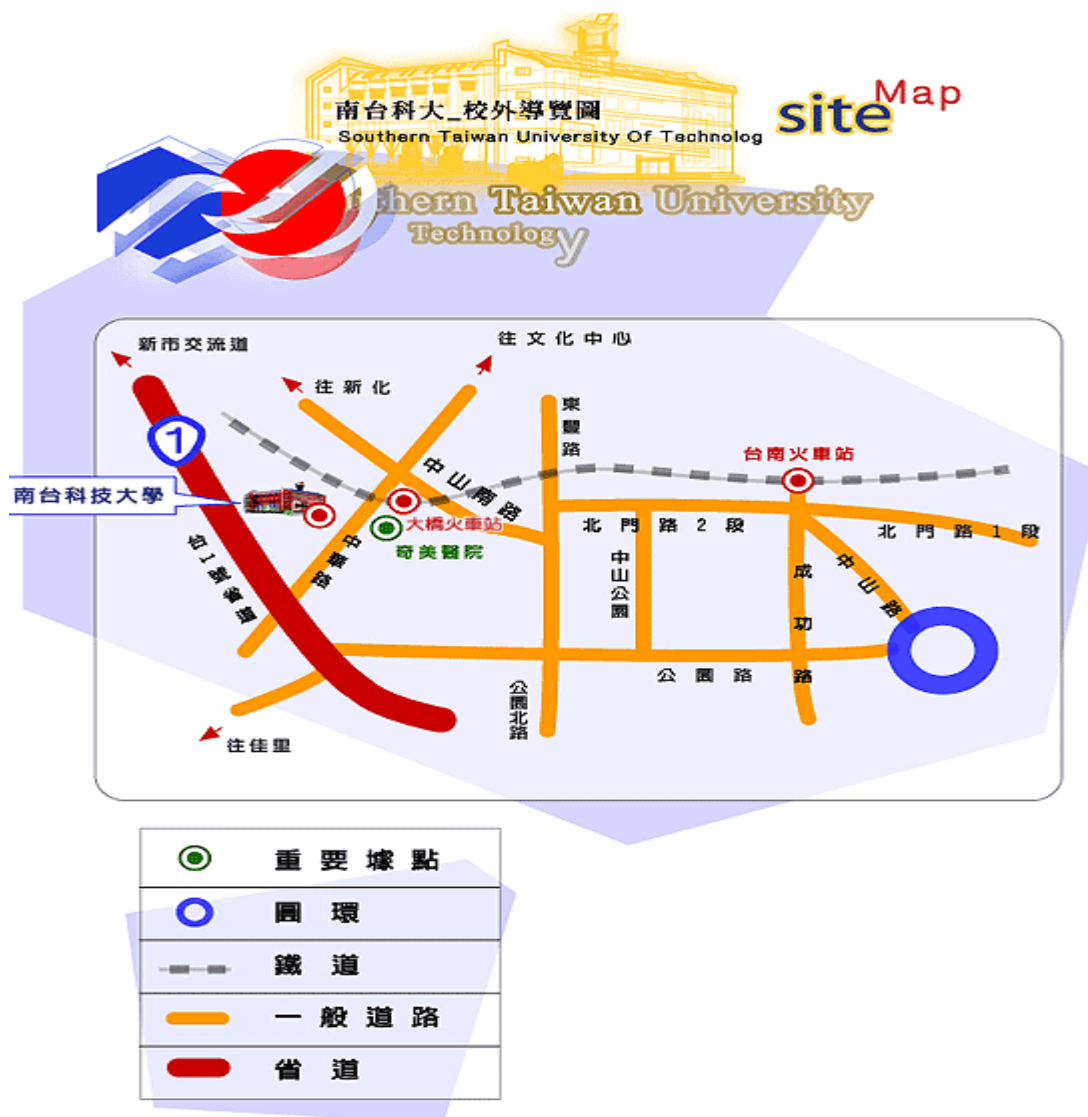 南台科大_校外導覽圖
Southern Taiwan University Of Technolog
site Map
thern Taiwan University
Technology
新市交流道
往文化中心
往新化
東豐路
1
中山南路
台南火車站
南台科技大學
大橋火車站
奇美醫院
北門路2段
北門路1段
台1號省道
中華路
中山公園
成功路
中山路
公園路
公園北路
往佳里
重要據點
圓環
鐵道
一般道路
省道